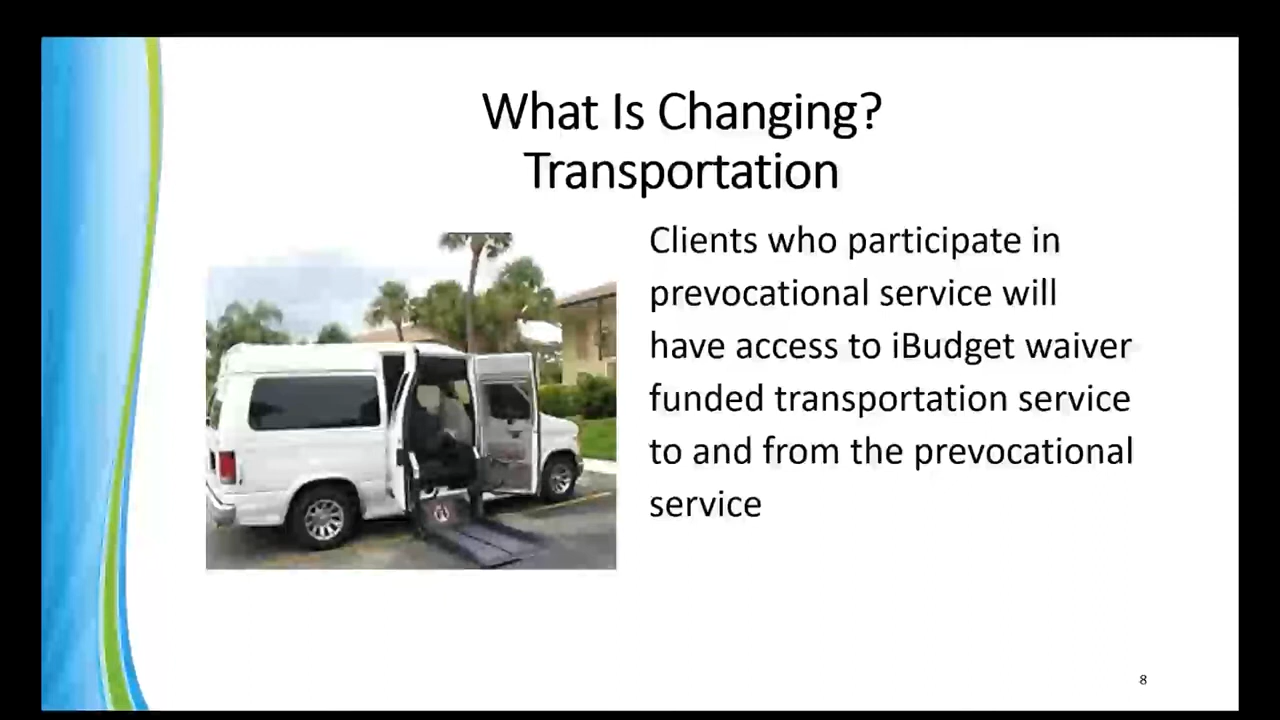 What Is Changing?
Transportation
Clients who participate in
prevocational service will
have access to iBudget waiver
funded transportation service
to and from the prevocational
service
8